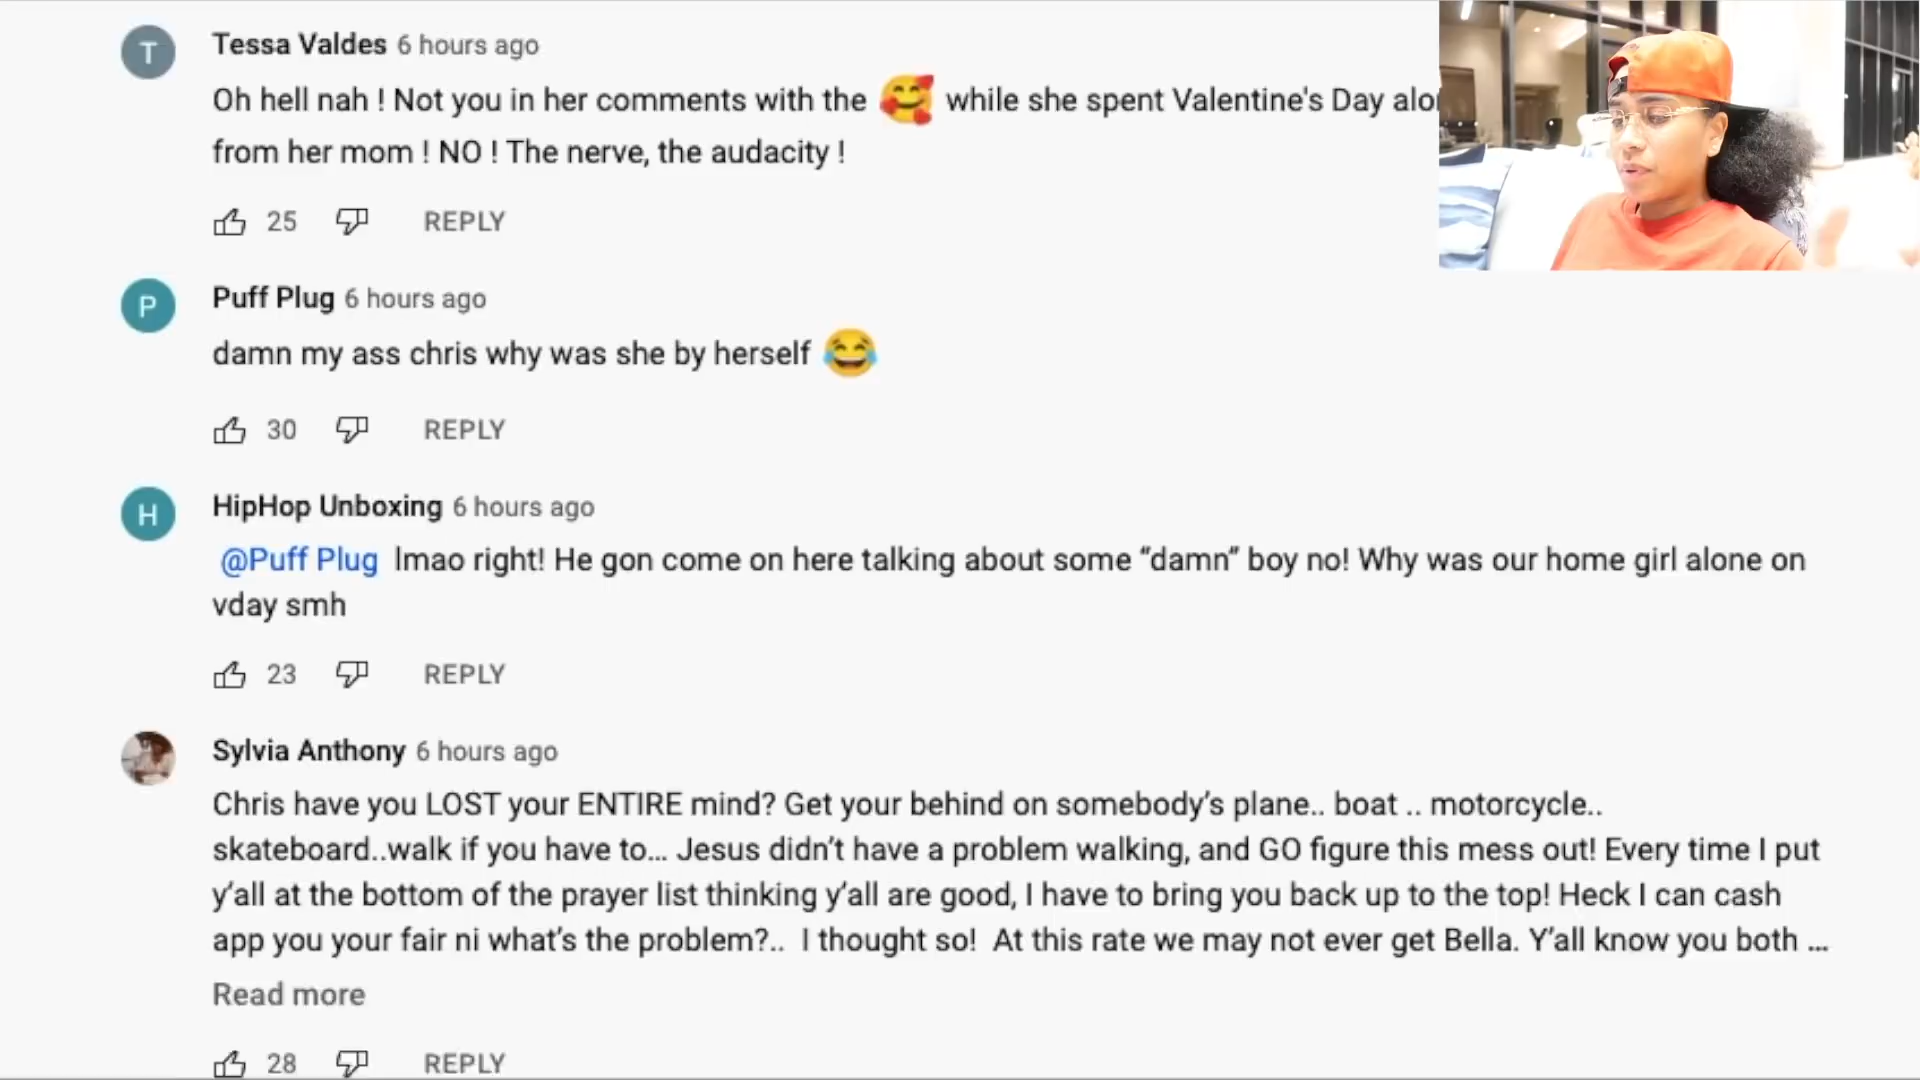 T
Tessa Valdes 6 hours ago
Oh hell nah ! Not you in her comments with the 🥰 while she spent Valentine's Day
from her mom ! NO ! The nerve, the audacity !
25 REPLY
P
Puff Plug 6 hours ago
damn my ass chris why was she by herself 😂
30 REPLY
H
HipHop Unboxing 6 hours ago
@Puff Plug lmao right! He gon come on here talking about some “damn” boy no! Why was our home girl alone on
vday smh
23 REPLY
Sylvia Anthony 6 hours ago
Chris have you LOST your ENTIRE mind? Get your behind on somebody’s plane.. boat .. motorcycle..
skateboard..walk if you have to... Jesus didn’t have a problem walking, and GO figure this mess out! Every time I put
y’all at the bottom of the prayer list thinking y’all are good, I have to bring you back up to the top! Heck I can cash
app you your fair ni what’s the problem?.. I thought so! At this rate we may not ever get Bella. Y’all know you both ...
Read more
28 REPLY